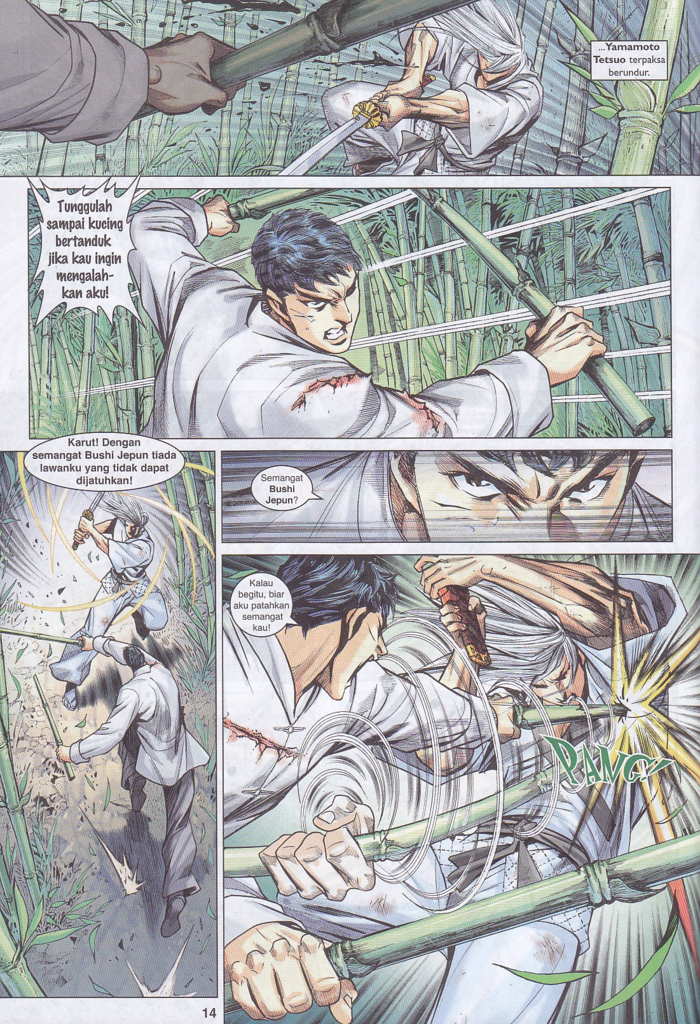 ...Yamamoto
Tetsuo terpaksa
berundur.
Tunggulah
sampai kucing
bertanduk
jika kau ingin
mengalah-
kan aku!
Karut! Dengan
semangat Bushi Jepun tiada
lawanku yang tidak dapat
dijatuhkan!
Semangat
Bushi
Jepun?
Kalau
begitu, biar
aku patahkan
semangat
kau!
PANG!
14